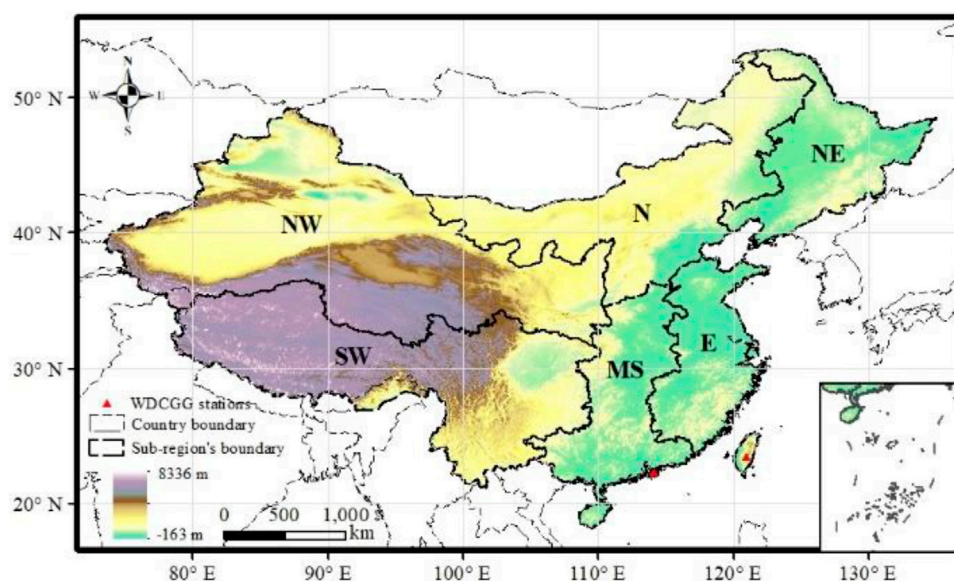 N
W E
S
50° N
40° N
30° N
20° N
NE
N
NW
SW
MS
E
WDCGG stations
Country boundary
Sub-region's boundary
8336 m
-163 m
0 500 1,000
km
80° E 90° E 100° E 110° E 120° E 130° E